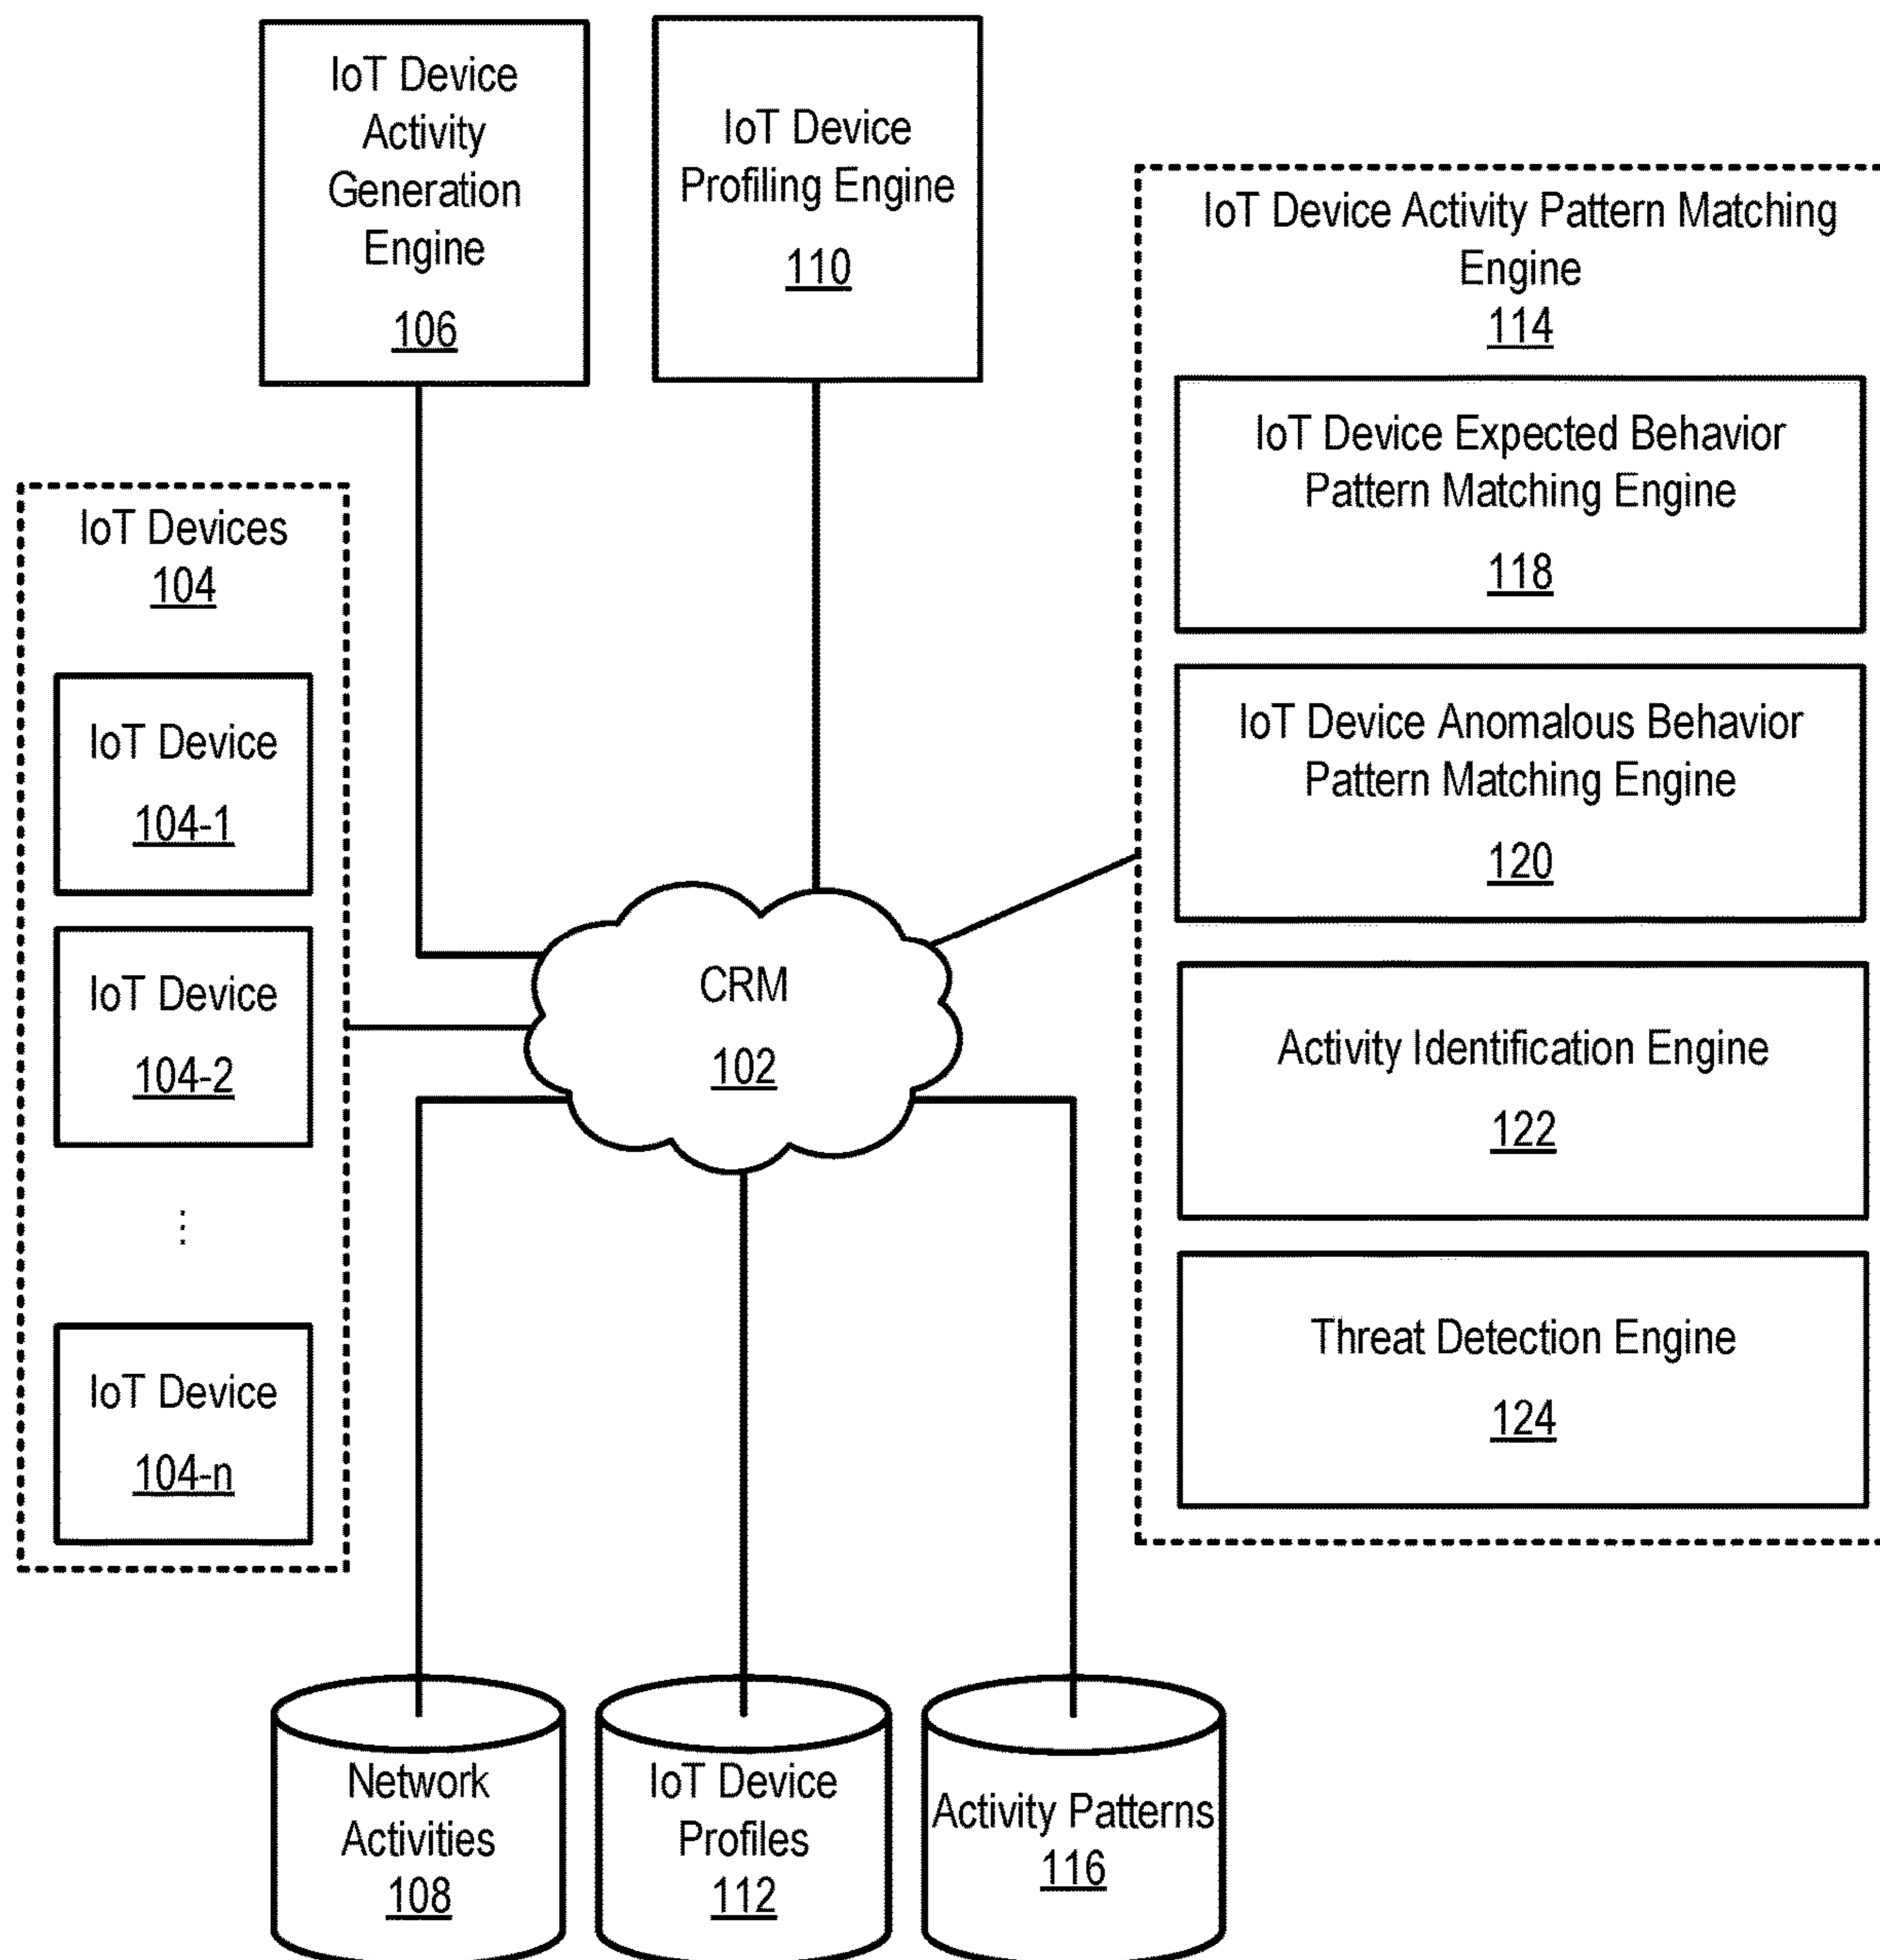 IoT Device
Activity
Generation
Engine
106
IoT Device
Profiling Engine
110
IoT Device Activity Pattern Matching
Engine
114
IoT Device Expected Behavior
Pattern Matching Engine
118
IoT Device Anomalous Behavior
Pattern Matching Engine
120
Activity Identification Engine
122
Threat Detection Engine
124
IoT Devices
104
IoT Device
104-1
IoT Device
104-2
⋮
IoT Device
104-n
CRM
102
Network
Activities
108
IoT Device
Profiles
112
Activity Patterns
116